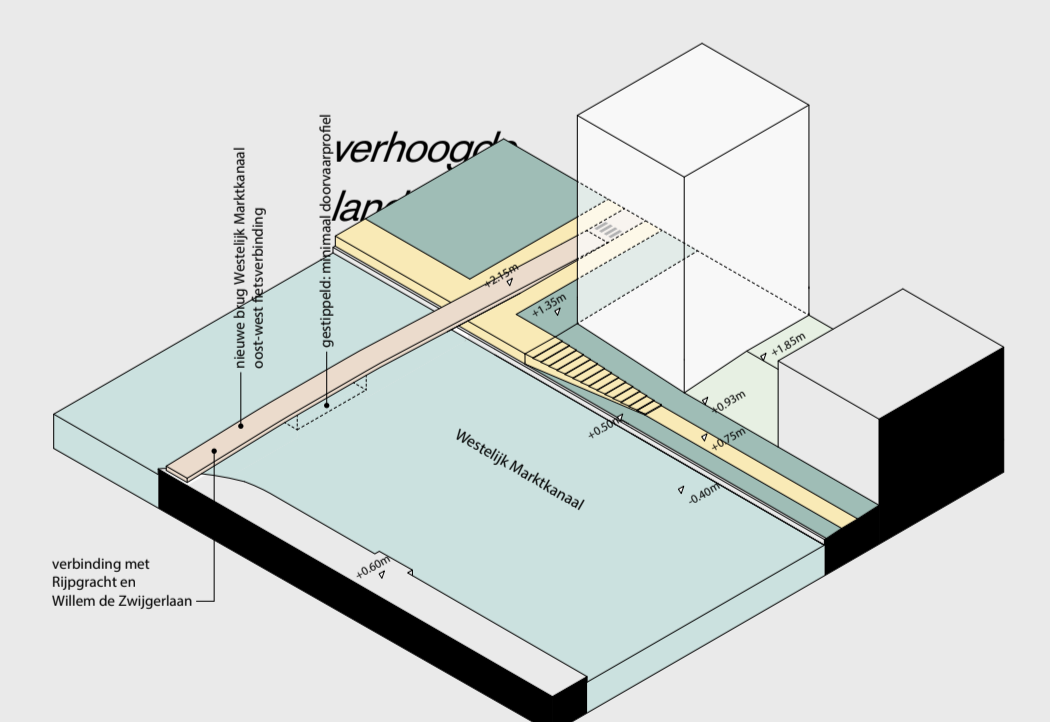 verhoogde
nieuwe brug Westelijk Marktkanaal
oost-west fietsverbinding
gestippeld: minimaal doorvaarprofiel
+2.15m
+1.35m
+1.85m
+0.93m
+0.75m
+0.50m
-0.40m
Westelijk Marktkanaal
+0.60m
verbinding met
Rijpgracht en
Willem de Zwijgerlaan